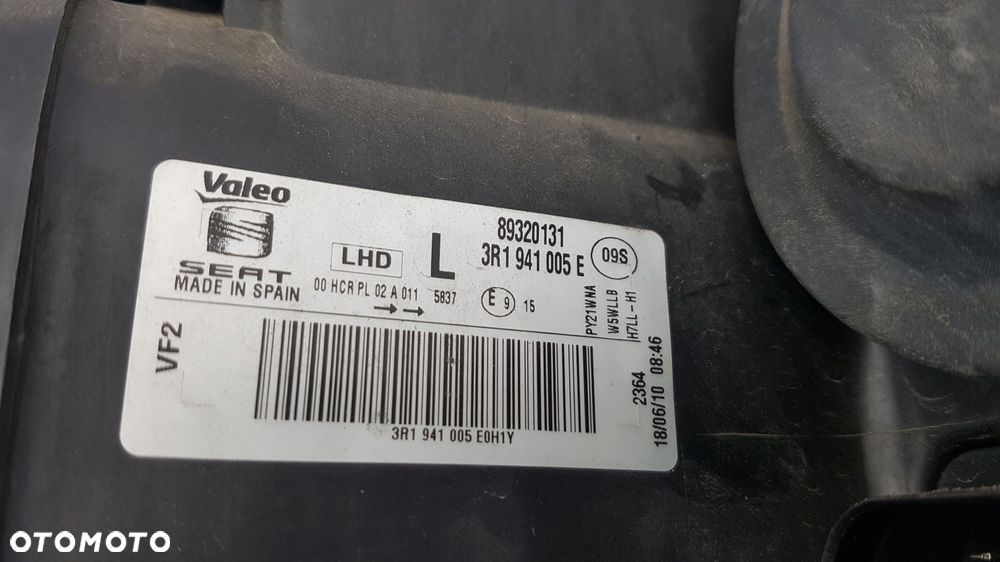 Valeo
SEAT
MADE IN SPAIN
LHD
L
89320131
3R1 941 005 E
09S
00 HCR PL 02 A 011
5837
E 9
15
PY21WNA
W5WLLB
H7LL-H1
VF2
3R1 941 005 E0H1Y
2364
18/06/10 08:46
OTOMOTO